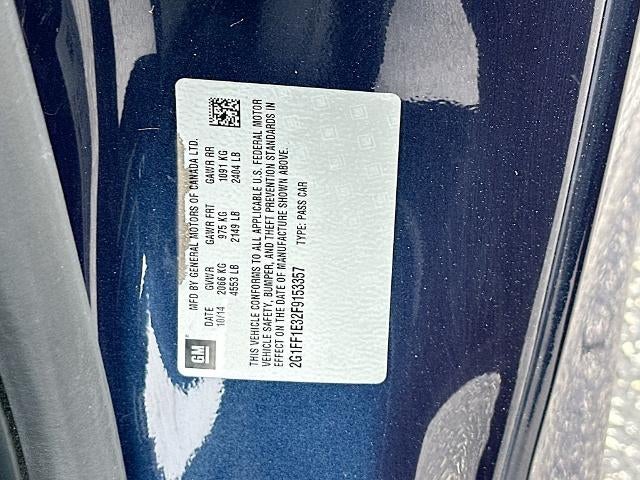 GM
MFD BY GENERAL MOTORS OF CANADA LTD.
DATE GVWR GAWR FRT GAWR RR
10/14 2066 KG 975 KG 1091 KG
4553 LB 2149 LB 2404 LB
THIS VEHICLE CONFORMS TO ALL APPLICABLE U.S. FEDERAL MOTOR
VEHICLE SAFETY, BUMPER, AND THEFT PREVENTION STANDARDS IN
EFFECT ON THE DATE OF MANUFACTURE SHOWN ABOVE.
2G1FF1E32F9153357 TYPE: PASS CAR